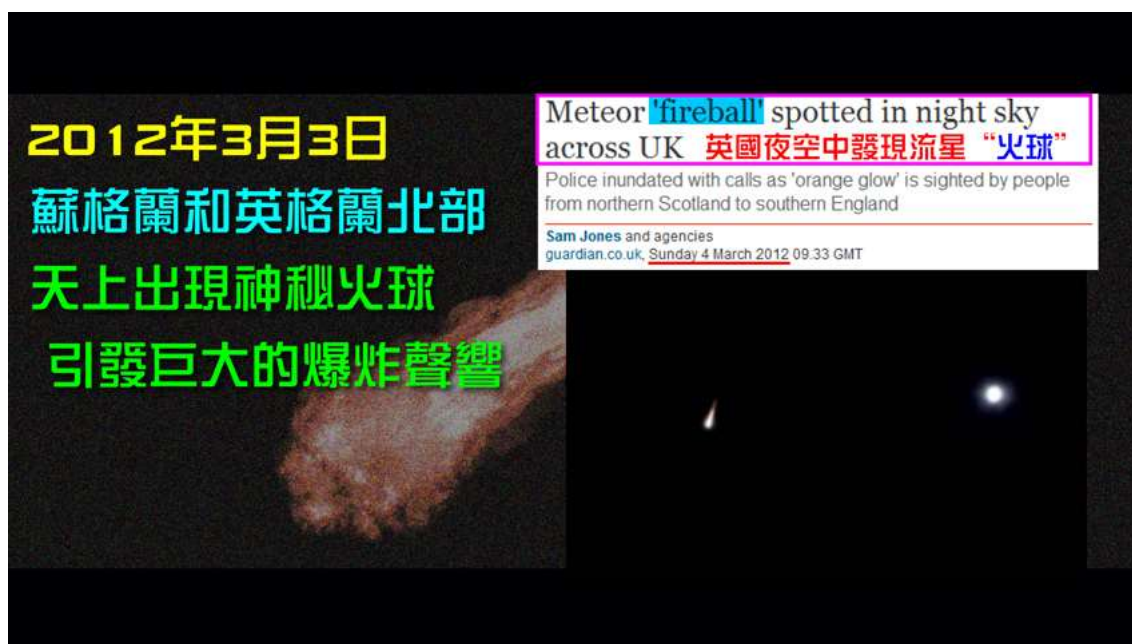 2012年3月3日
蘇格蘭和英格蘭北部
天上出現神秘火球
引發巨大的爆炸聲響
Meteor 'fireball' spotted in night sky
across UK 英國夜空中發現流星 “火球”
Police inundated with calls as 'orange glow' is sighted by people
from northern Scotland to southern England
Sam Jones and agencies
guardian.co.uk, Sunday 4 March 2012 09.33 GMT